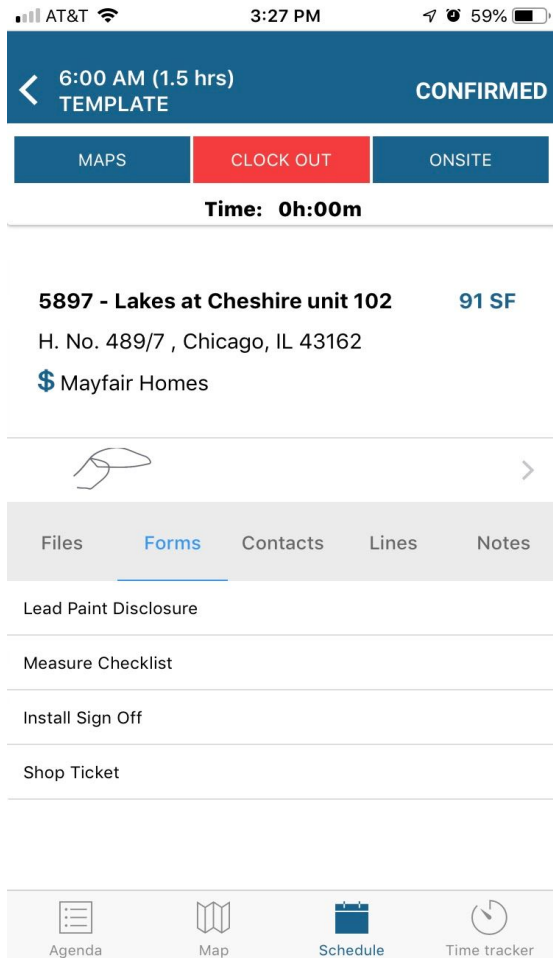 AT&T 3:27 PM 59%
6:00 AM (1.5 hrs)
TEMPLATE
CONFIRMED
MAPS CLOCK OUT ONSITE
Time: 0h:00m
5897 - Lakes at Cheshire unit 102 91 SF
H. No. 489/7 , Chicago, IL 43162
$ Mayfair Homes
Files Forms Contacts Lines Notes
Lead Paint Disclosure
Measure Checklist
Install Sign Off
Shop Ticket
Agenda Map Schedule Time tracker